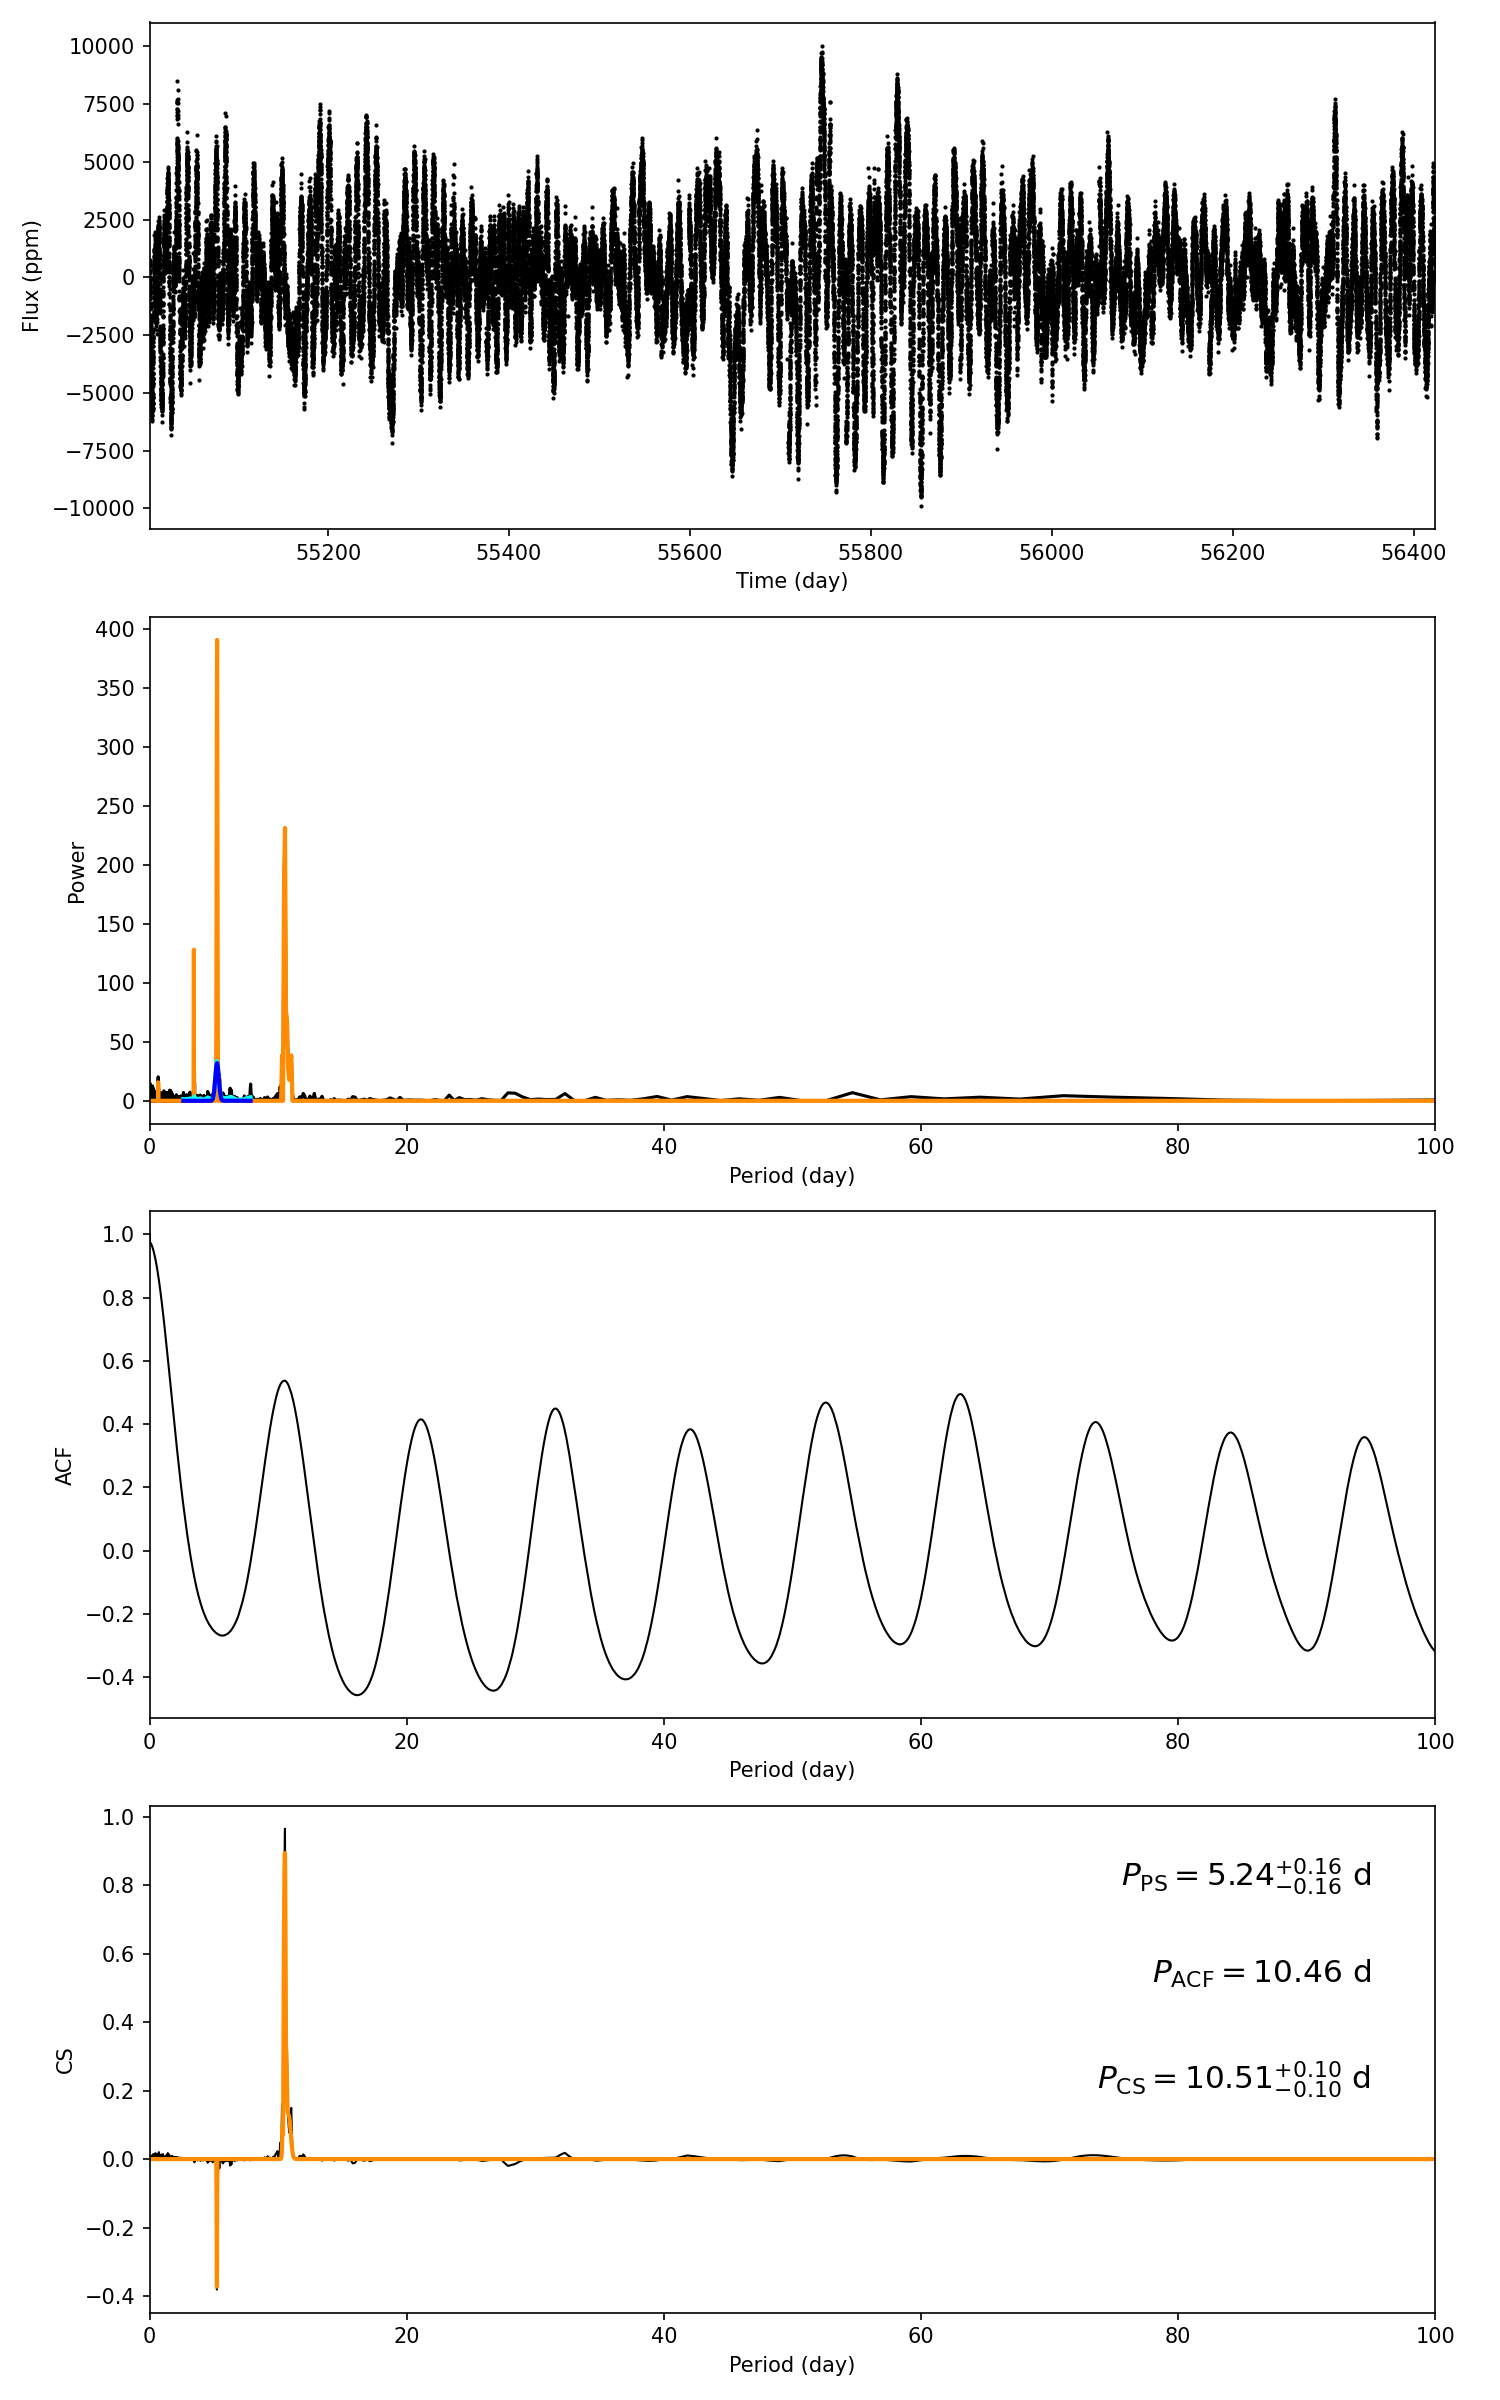 10000
7500
5000
2500
0
−2500
−5000
−7500
−10000
Flux (ppm)
55200 55400 55600 55800 56000 56200 56400
Time (day)
400
350
300
250
200
150
100
50
0
Power
0 20 40 60 80 100
Period (day)
1.0
0.8
0.6
0.4
0.2
0.0
−0.2
−0.4
ACF
0 20 40 60 80 100
Period (day)
1.0
0.8
0.6
0.4
0.2
0.0
−0.2
−0.4
CS
P_PS = 5.24^{+0.16}_{−0.16} d
P_ACF = 10.46 d
P_CS = 10.51^{+0.10}_{−0.10} d
0 20 40 60 80 100
Period (day)